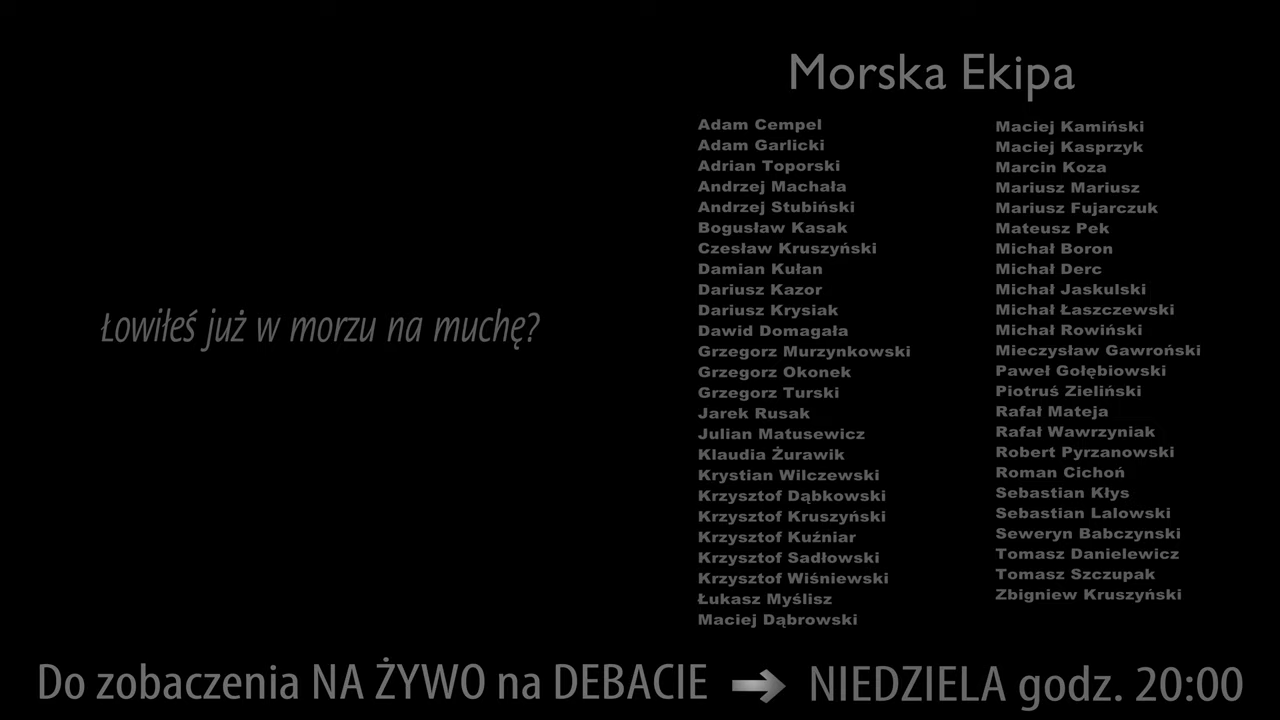 Morska Ekipa
Adam Cempel
Adam Garlicki
Adrian Toporski
Andrzej Machała
Andrzej Stubiński
Bogusław Kasak
Czesław Kruszyński
Damian Kułan
Dariusz Kazor
Dariusz Krysiak
Dawid Domagała
Grzegorz Murzynkowski
Grzegorz Okonek
Grzegorz Turski
Jarek Rusak
Julian Matusewicz
Klaudia Żurawik
Krystian Wilczewski
Krzysztof Dąbkowski
Krzysztof Kruszyński
Krzysztof Kuźniar
Krzysztof Sadłowski
Krzysztof Wiśniewski
Łukasz Myślisz
Maciej Dąbrowski
Maciej Kamiński
Maciej Kasprzyk
Marcin Koza
Mariusz Mariusz
Mariusz Fujarczuk
Mateusz Pek
Michał Boron
Michał Derc
Michał Jaskulski
Michał Łaszczewski
Michał Rowiński
Mieczysław Gawroński
Paweł Gołębiowski
Piotruś Zieliński
Rafał Mateja
Rafał Wawrzyniak
Robert Pyrzanowski
Roman Cichoń
Sebastian Kłys
Sebastian Lalowski
Seweryn Babczynski
Tomasz Danielewicz
Tomasz Szczupak
Zbigniew Kruszyński
Łowiłeś już w morzu na muchę?
Do zobaczenia NA ŻYWO na DEBACIE → NIEDZIELA godz. 20:00